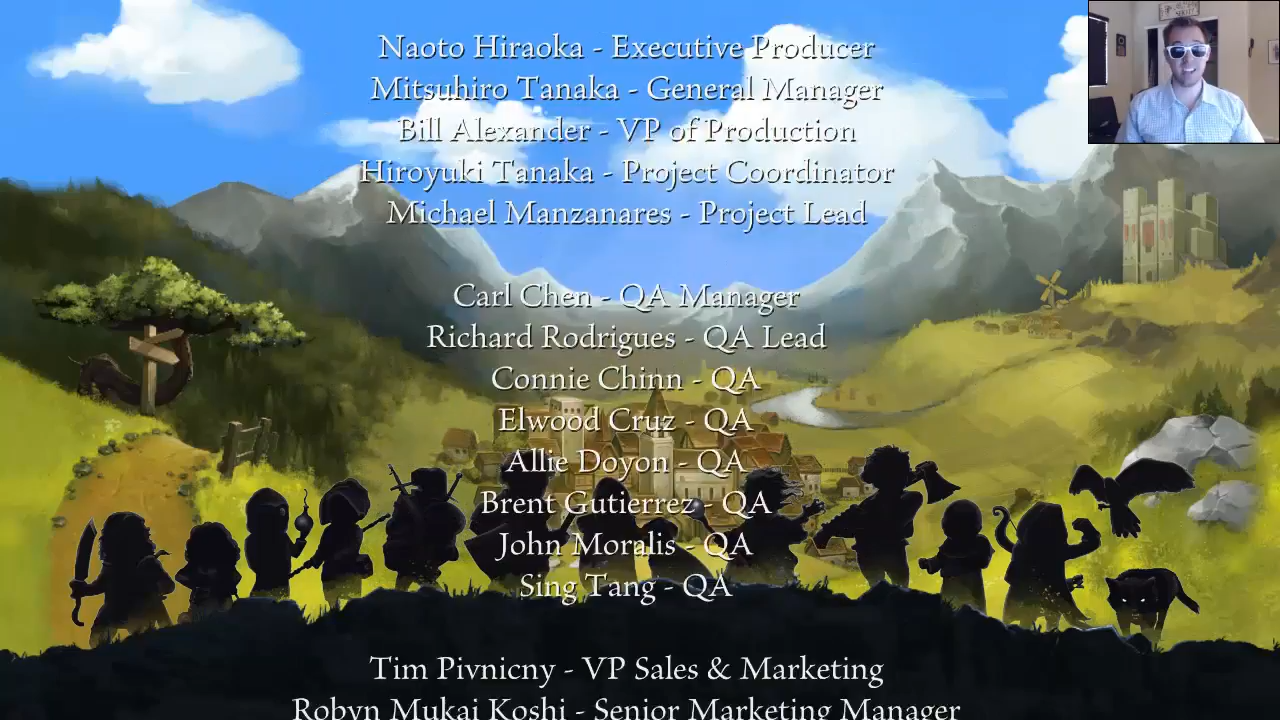 Naoto Hiraoka - Executive Producer
Mitsuhiro Tanaka - General Manager
Bill Alexander - VP of Production
Hiroyuki Tanaka - Project Coordinator
Michael Manzanares - Project Lead
Carl Chen - QA Manager
Richard Rodrigues - QA Lead
Connie Chinn - QA
Elwood Cruz - QA
Allie Doyon - QA
Brent Gutierrez - QA
John Moralis - QA
Sing Tang - QA
Tim Pivnicny - VP Sales & Marketing
Robyn Mukai Koshi - Senior Marketing Manager